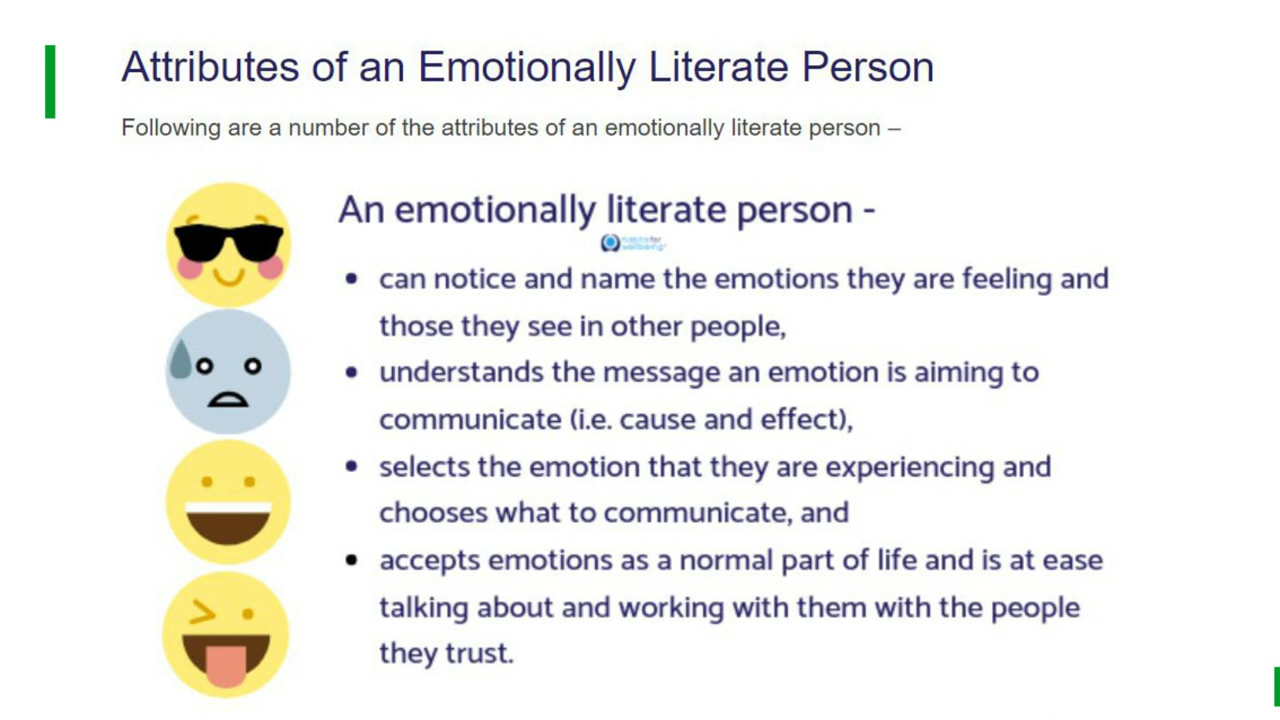 Attributes of an Emotionally Literate Person
Following are a number of the attributes of an emotionally literate person –
An emotionally literate person -
habits for
wellbeing
• can notice and name the emotions they are feeling and
those they see in other people,
• understands the message an emotion is aiming to
communicate (i.e. cause and effect),
• selects the emotion that they are experiencing and
chooses what to communicate, and
• accepts emotions as a normal part of life and is at ease
talking about and working with them with the people
they trust.